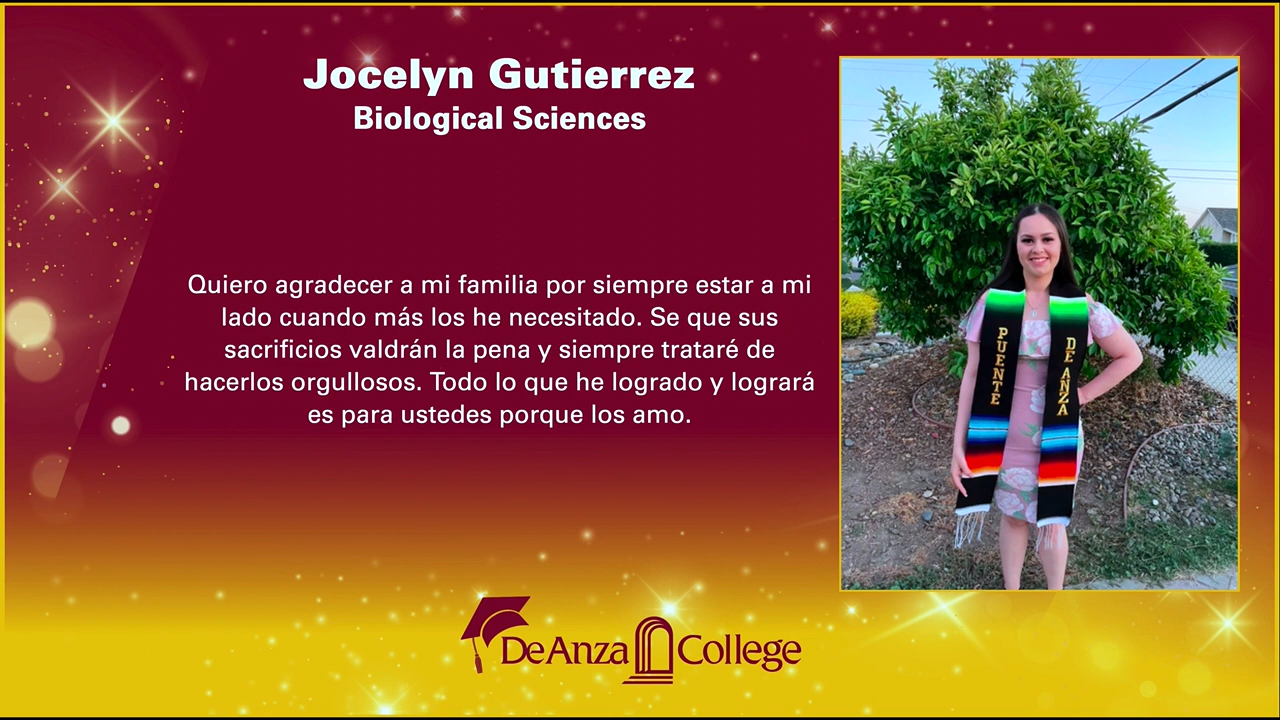 Jocelyn Gutierrez
Biological Sciences
Quiero agradecer a mi familia por siempre estar a mi
lado cuando más los he necesitado. Se que sus
sacrificios valdrán la pena y siempre trataré de
hacerlos orgullosos. Todo lo que he logrado y logrará
es para ustedes porque los amo.
PUENTE
DE ANZA
De Anza College